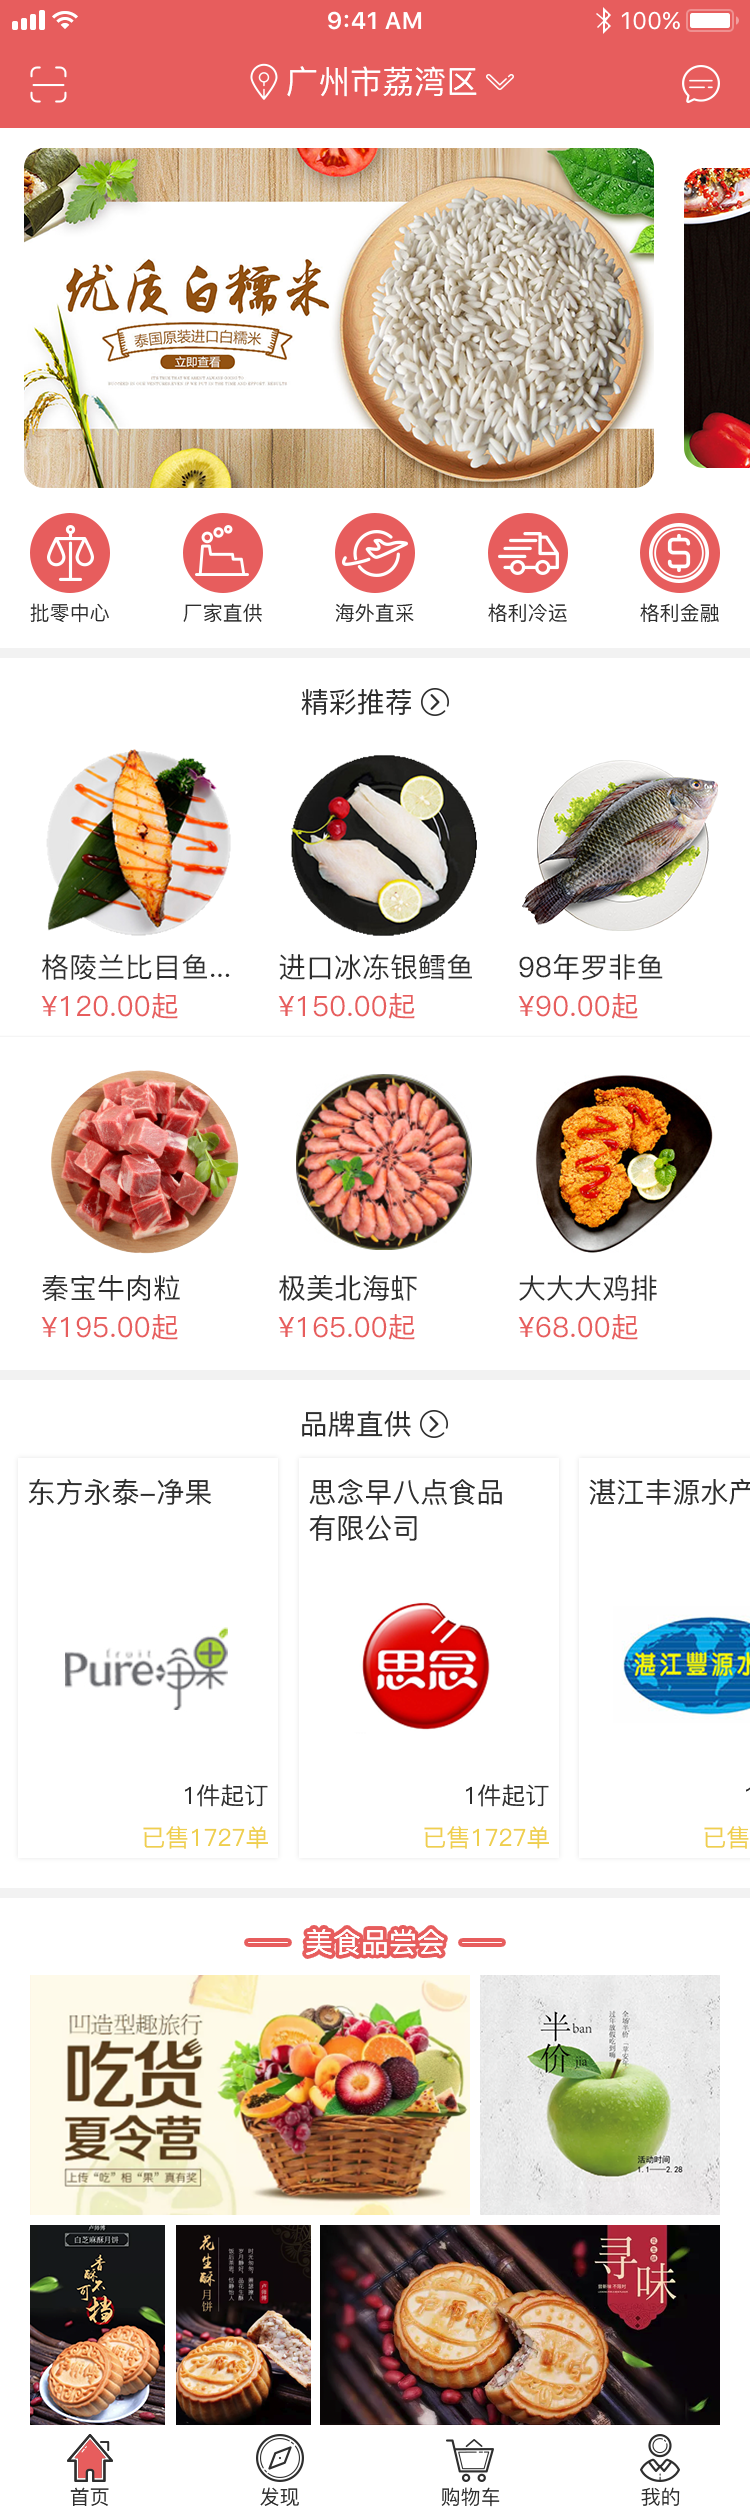 9:41 AM
100%
广州市荔湾区
优质白糯米
泰国原装进口白糯米
立即查看
批零中心
厂家直供
海外直采
格利冷运
格利金融
精彩推荐
格陵兰比目鱼...
进口冰冻银鳕鱼
98年罗非鱼
¥120.00起
¥150.00起
¥90.00起
秦宝牛肉粒
极美北海虾
大大大鸡排
¥195.00起
¥165.00起
¥68.00起
品牌直供
东方永泰-净果
思念早八点食品
有限公司
湛江丰源水产
fruit
Pure净果
思念
湛江豐源水
1件起订
1件起订
已售1727单
已售1727单
已售
美食品尝会
凹造型趣旅行
吃货
夏令营
上传“吃”相“果”真有奖
半价
ban
jia
活动时间
1.1——2.28
白芝麻酥月饼
香酥不可档
花生酥月饼
寻味
首页
发现
购物车
我的